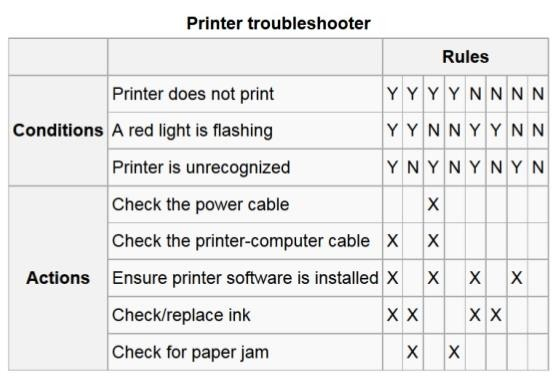 Printer troubleshooter
Rules
Printer does not print Y Y Y Y N N N N
Conditions A red light is flashing Y Y N N Y Y N N
Printer is unrecognized Y N Y N Y N Y N
Check the power cable X
Check the printer-computer cable X X
Actions Ensure printer software is installed X X X X
Check/replace ink X X X X
Check for paper jam X X